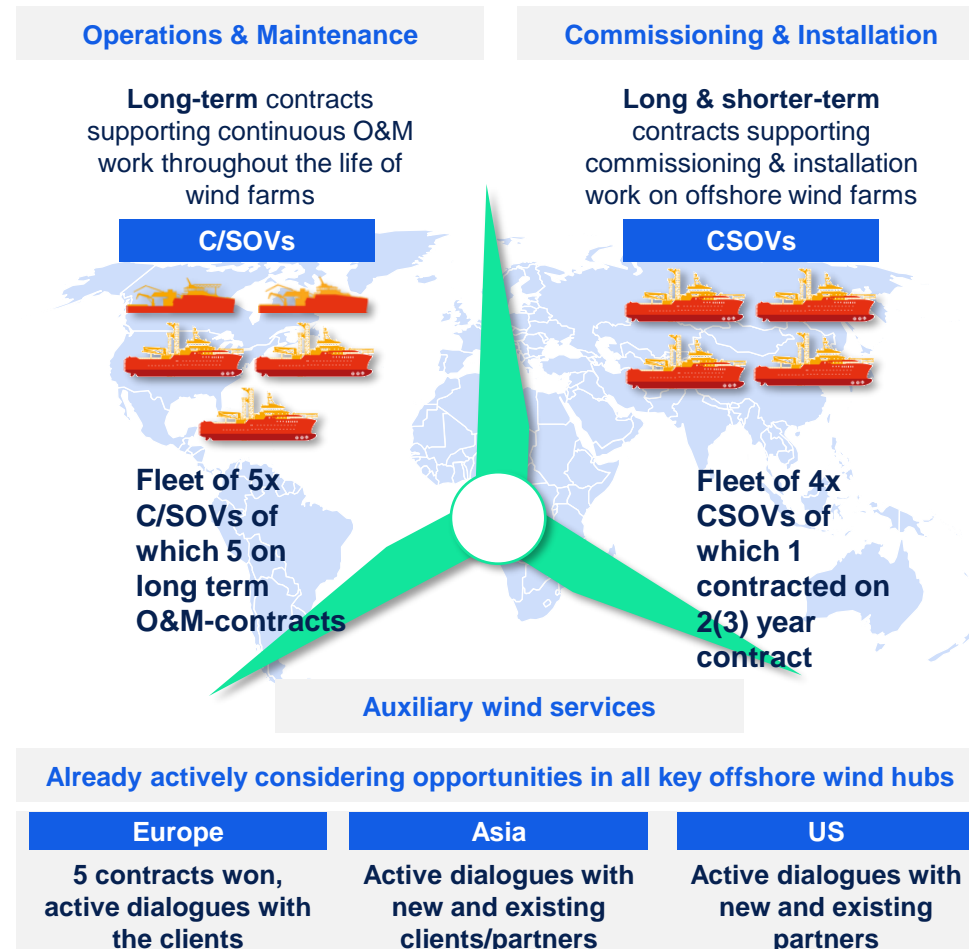 Operations & Maintenance
Long-term contracts
supporting continuous O&M
work throughout the life of
wind farms
C/SOVs
Fleet of 5x
C/SOVs of
which 5 on
long term
O&M-contracts
Commissioning & Installation
Long & shorter-term
contracts supporting
commissioning & installation
work on offshore wind farms
CSOVs
Fleet of 4x
CSOVs of
which 1
contracted on
2(3) year
contract
Auxiliary wind services
Already actively considering opportunities in all key offshore wind hubs
Europe
5 contracts won,
active dialogues with
the clients
Asia
Active dialogues with
new and existing
clients/partners
US
Active dialogues with
new and existing
partners